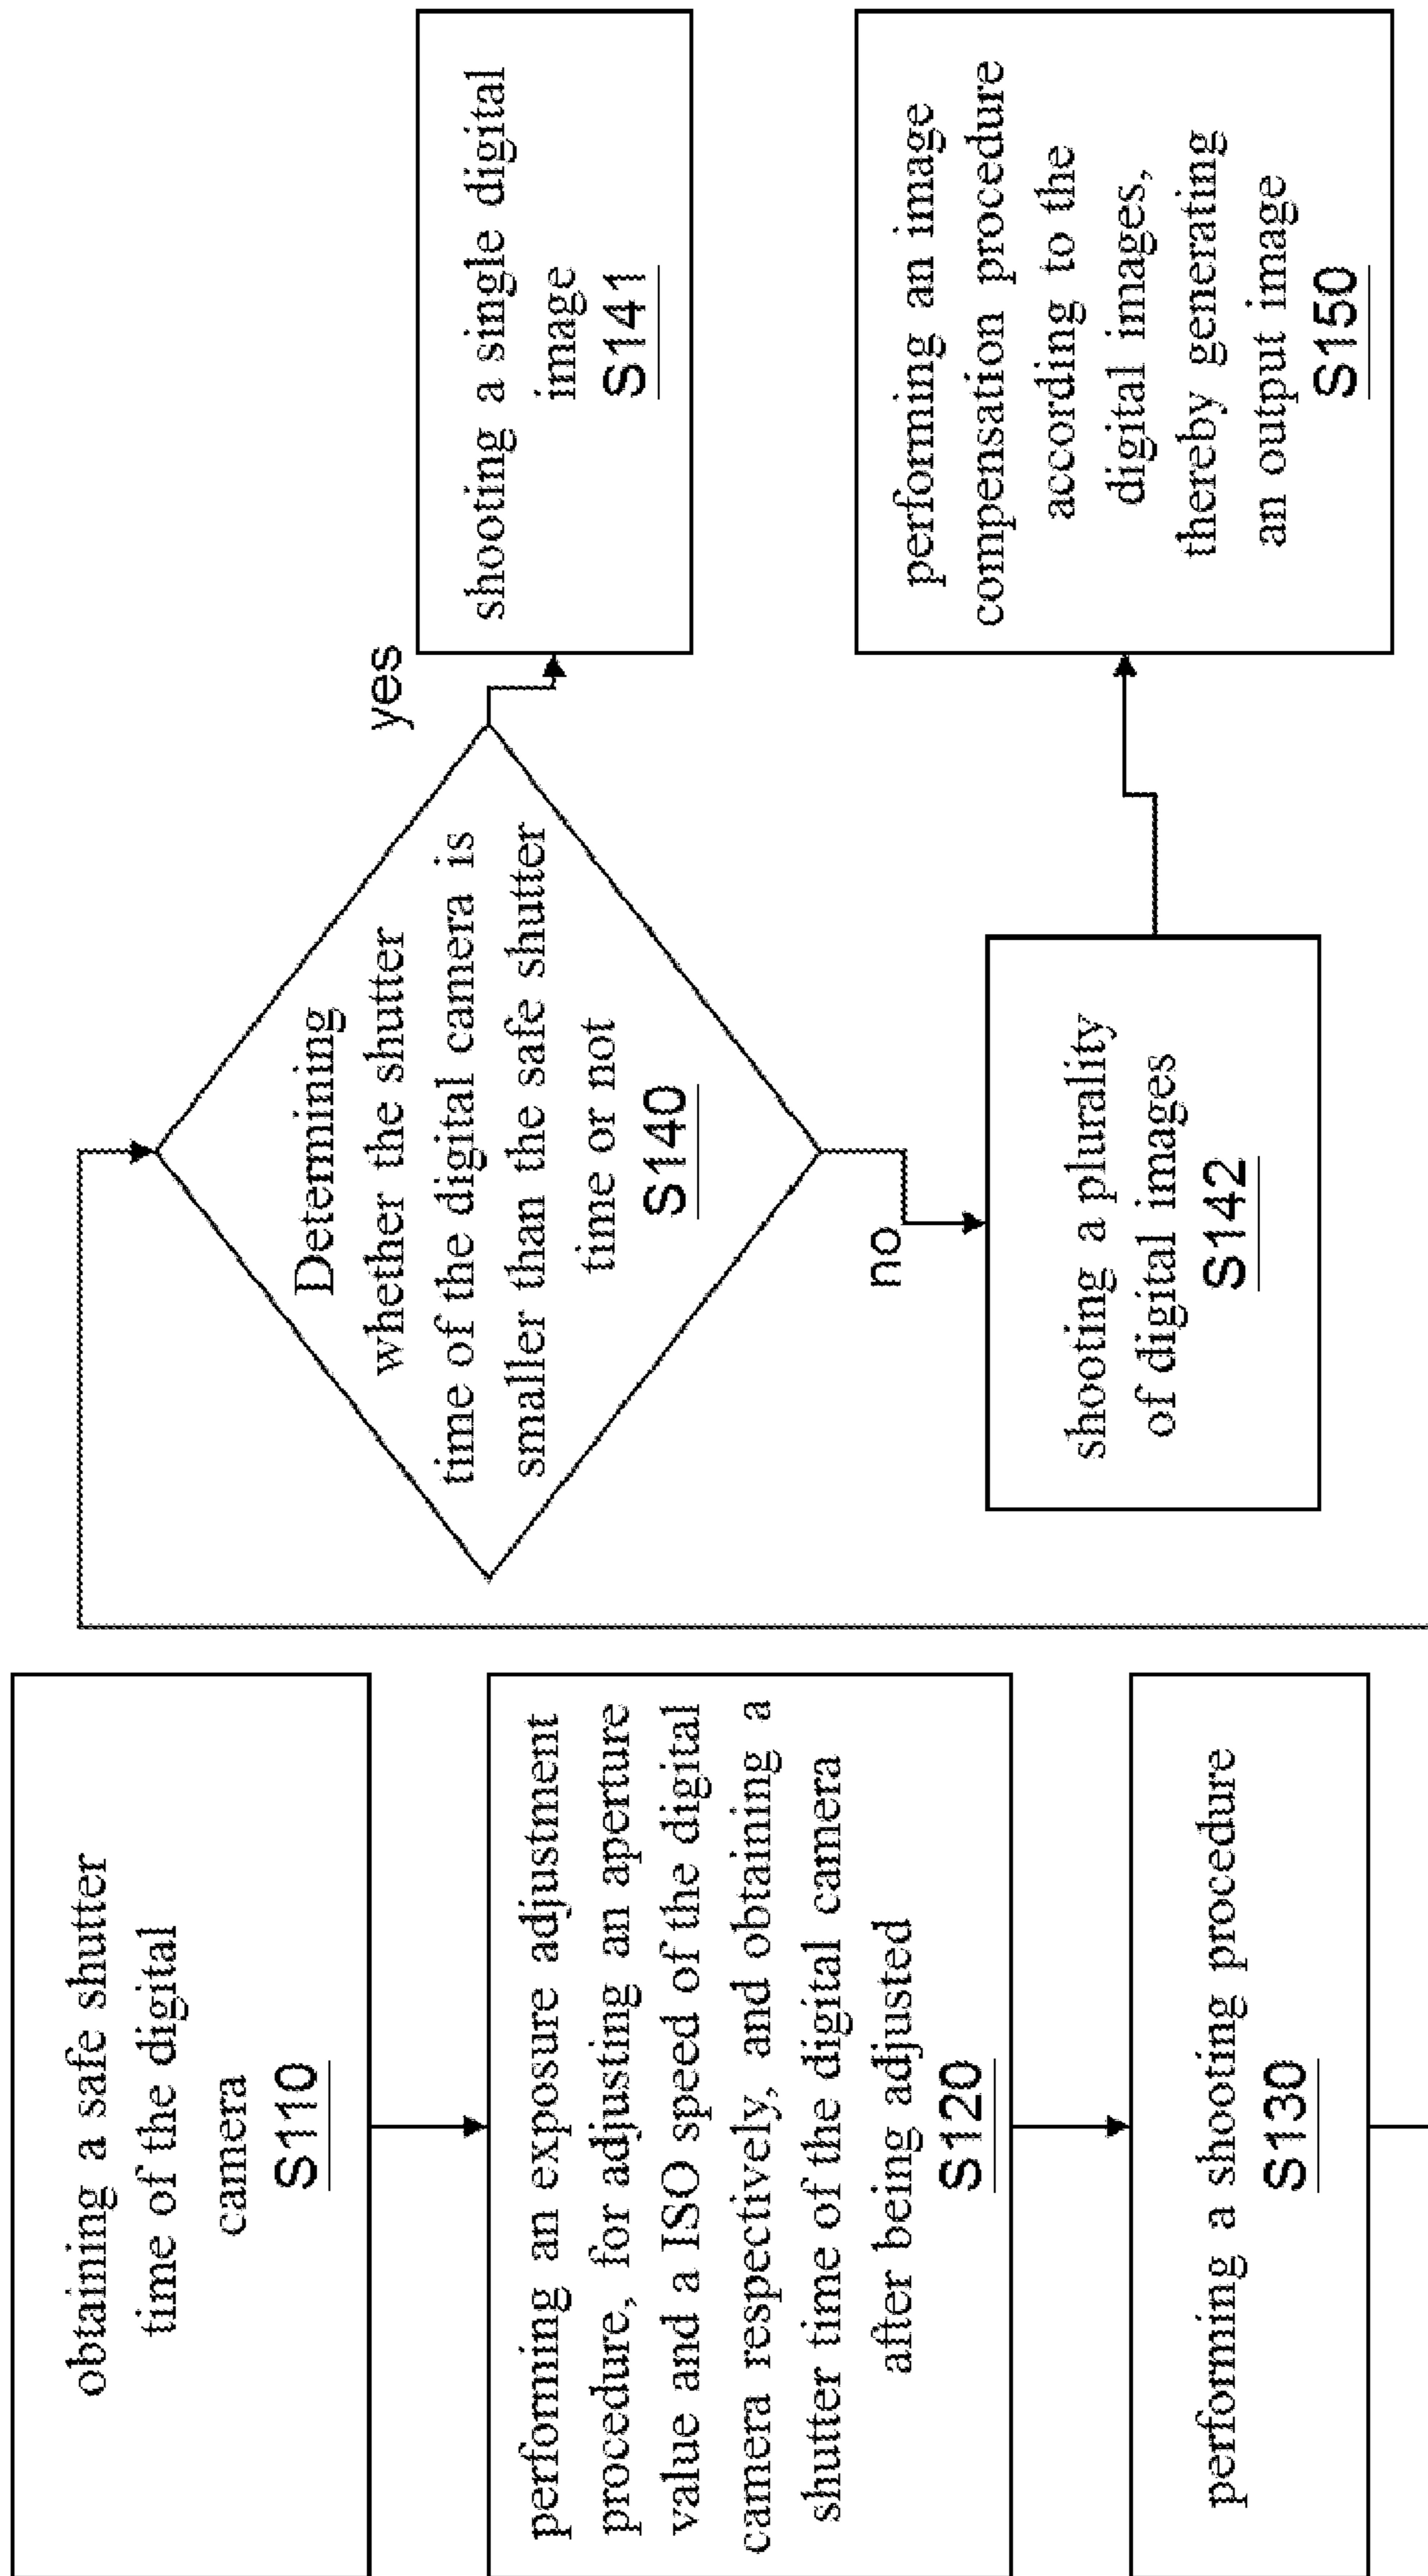 obtaining a safe shutter
time of the digital
camera
S110
performing an exposure adjustment
procedure, for adjusting an aperture
value and a ISO speed of the digital
camera respectively, and obtaining a
shutter time of the digital camera
after being adjusted
S120
performing a shooting procedure
S130
Determining
whether the shutter
time of the digital camera is
smaller than the safe shutter
time or not
S140
yes
shooting a single digital
image
S141
no
shooting a plurality
of digital images
S142
performing an image
compensation procedure
according to the
digital images,
thereby generating
an output image
S150